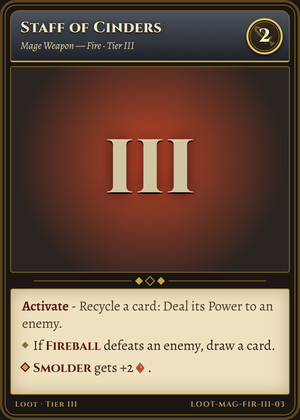 Staff of Cinders
Mage Weapon — Fire · Tier III
2
III
Activate - Recycle a card: Deal its Power to an
enemy.
If Fireball defeats an enemy, draw a card.
Smolder gets +2 .
Loot · Tier III
LOOT-MAG-FIR-III-03